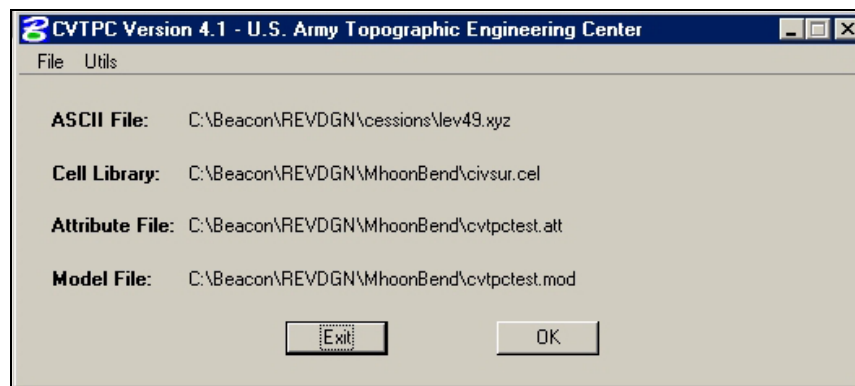 CVTPC Version 4.1 - U.S. Army Topographic Engineering Center
File Utils
ASCII File: C:\Beacon\REVDGN\cessions\lev49.xyz
Cell Library: C:\Beacon\REVDGN\MhoonBend\civsur.cel
Attribute File: C:\Beacon\REVDGN\MhoonBend\cvtpctest.att
Model File: C:\Beacon\REVDGN\MhoonBend\cvtpctest.mod
Exit OK